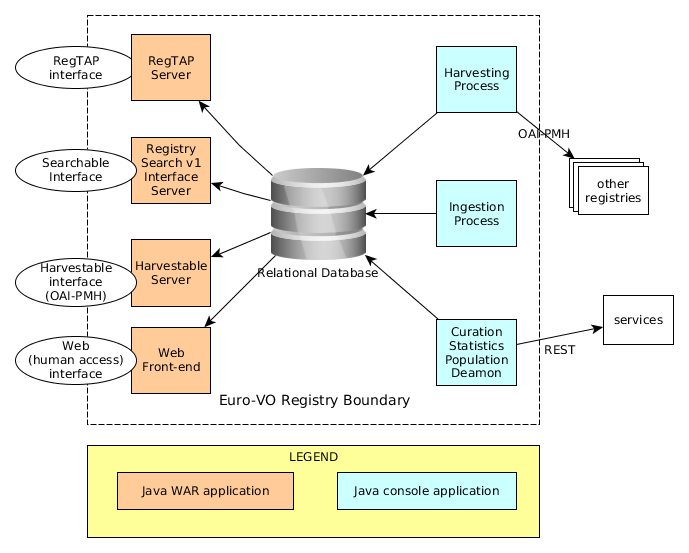 RegTAP
interface
RegTAP
Server
Harvesting
Process
OAI-PMH
other
registries
Searchable
Interface
Registry
Search v1
Interface
Server
Ingestion
Process
Relational Database
Harvestable
interface
(OAI-PMH)
Harvestable
Server
services
REST
Web
(human access)
interface
Web
Front-end
Curation
Statistics
Population
Deamon
Euro-VO Registry Boundary
LEGEND
Java WAR application
Java console application